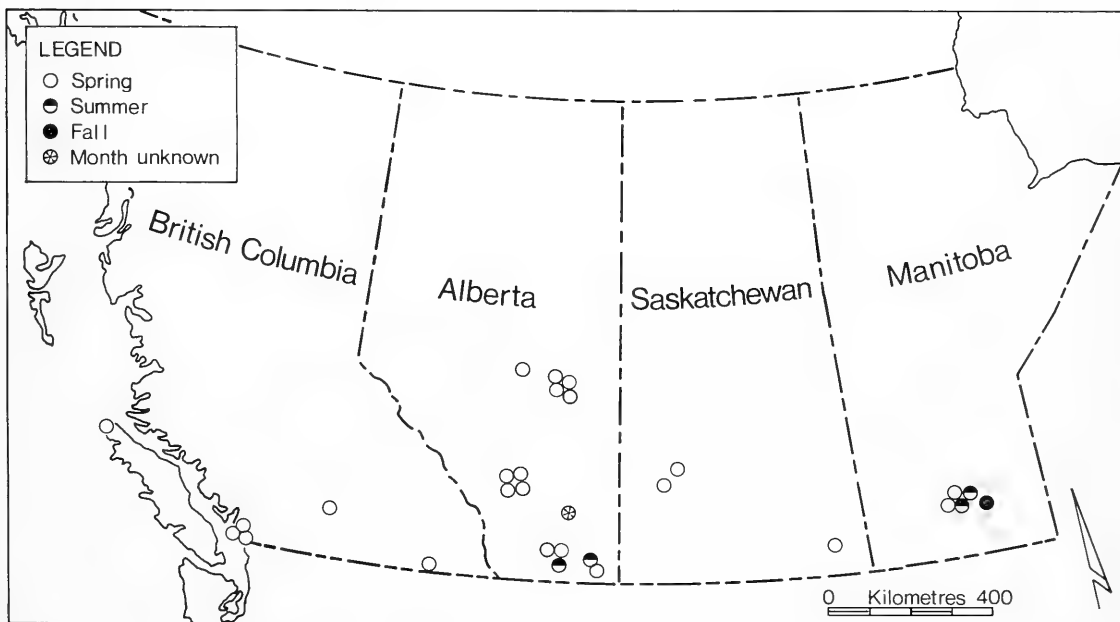 LEGEND
Spring
Summer
Fall
Month unknown
British Columbia
Alberta
Saskatchewan
Manitoba
0 Kilometres 400